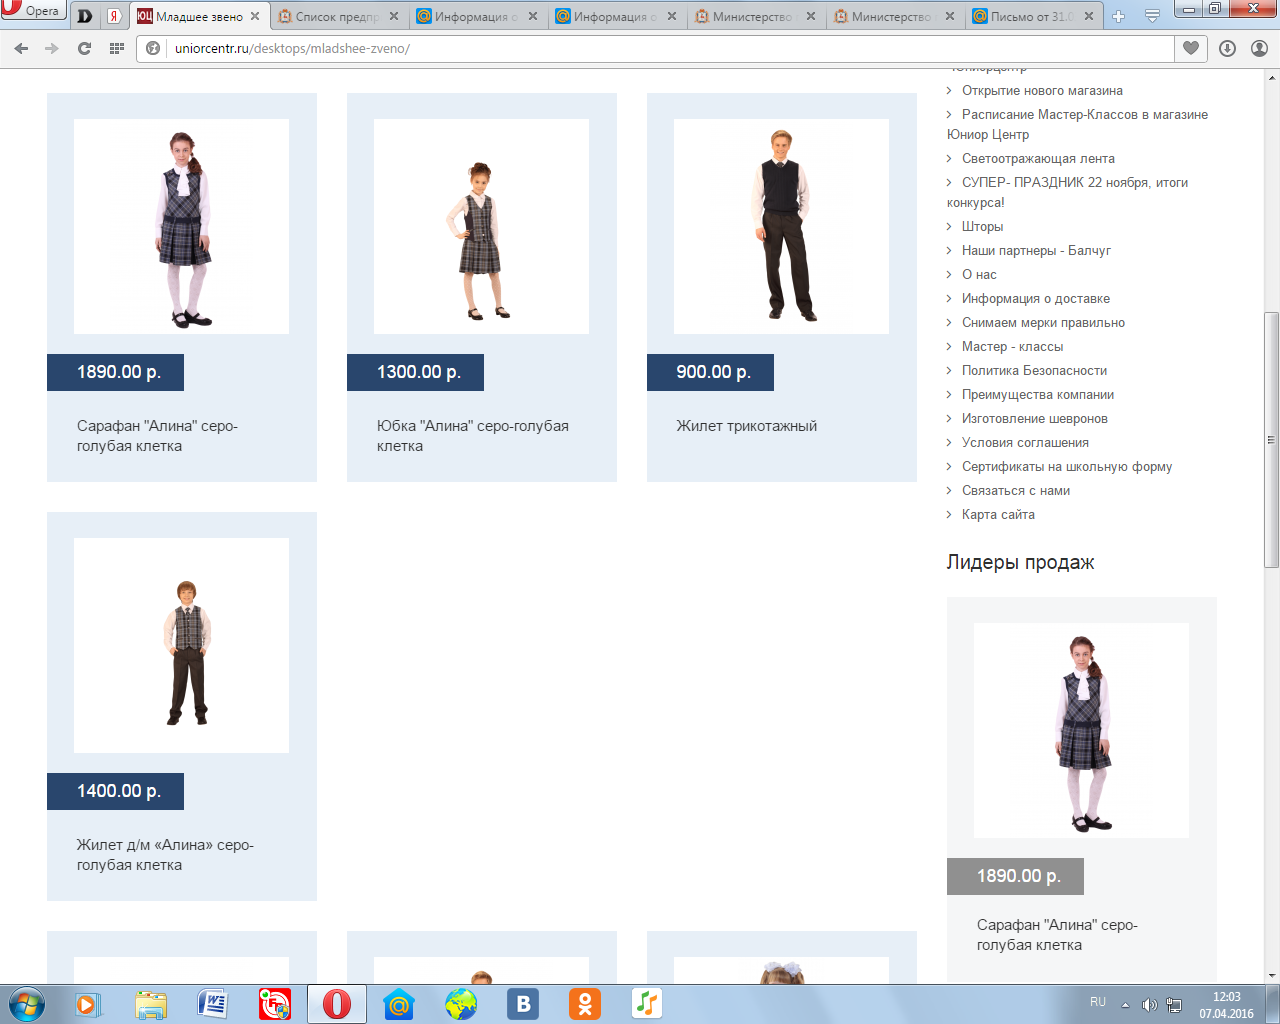 Opera
Младшее звено
Список предпр
Информация о
Информация о
Министерство
Министерство
Письмо от 31.0
uniorcentr.ru/desktops/mladshee-zveno/
1890.00 р.
Сарафан "Алина" серо-
голубая клетка
1300.00 р.
Юбка "Алина" серо-голубая
клетка
900.00 р.
Жилет трикотажный
1400.00 р.
Жилет д/м «Алина» серо-
голубая клетка
Юниорцентр
Открытие нового магазина
Расписание Мастер-Классов в магазине
Юниор Центр
Светоотражающая лента
СУПЕР- ПРАЗДНИК 22 ноября, итоги
конкурса!
Шторы
Наши партнеры - Балчуг
О нас
Информация о доставке
Снимаем мерки правильно
Мастер - классы
Политика Безопасности
Преимущества компании
Изготовление шевронов
Условия соглашения
Сертификаты на школьную форму
Связаться с нами
Карта сайта
Лидеры продаж
1890.00 р.
Сарафан "Алина" серо-
голубая клетка
RU
12:03
07.04.2016